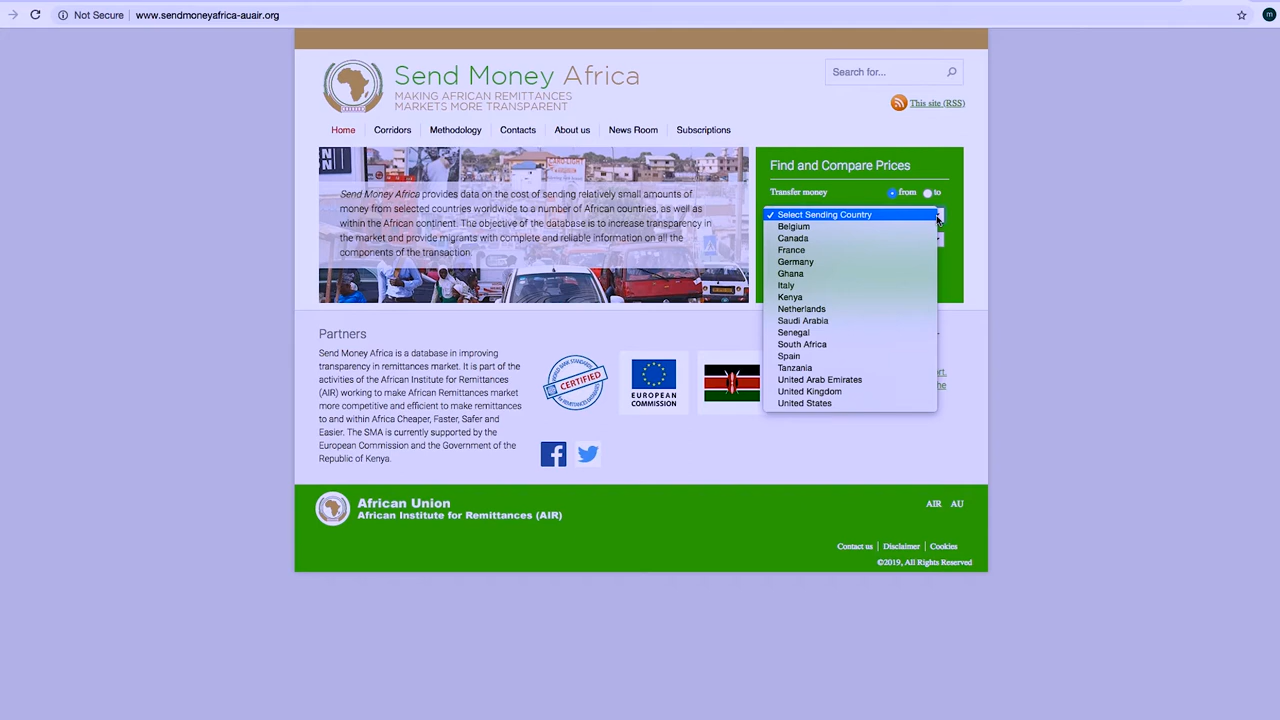 Not Secure
www.sendmoneyafrica-auair.org
m
Send Money Africa
MAKING AFRICAN REMITTANCES
MARKETS MORE TRANSPARENT
Search for...
This site (RSS)
Home
Corridors
Methodology
Contacts
About us
News Room
Subscriptions
Send Money Africa provides data on the cost of sending relatively small amounts of
money from selected countries worldwide to a number of African countries, as well as
within the African continent. The objective of the database is to increase transparency in
the market and provide migrants with complete and reliable information on all the
components of the transaction.
Find and Compare Prices
Transfer money
from
to
Select Sending Country
Belgium
Canada
France
Germany
Ghana
Italy
Kenya
Netherlands
Saudi Arabia
Senegal
South Africa
Spain
Tanzania
United Arab Emirates
United Kingdom
United States
Partners
Send Money Africa is a database in improving
transparency in remittances market. It is part of the
activities of the African Institute for Remittances
(AIR) working to make African Remittances market
more competitive and efficient to make remittances
to and within Africa Cheaper, Faster, Safer and
Easier. The SMA is currently supported by the
European Commission and the Government of the
Republic of Kenya.
CERTIFIED
EUROPEAN
COMMISSION
African Union
African Institute for Remittances (AIR)
AIR
AU
Contact us
Disclaimer
Cookies
©2019, All Rights Reserved